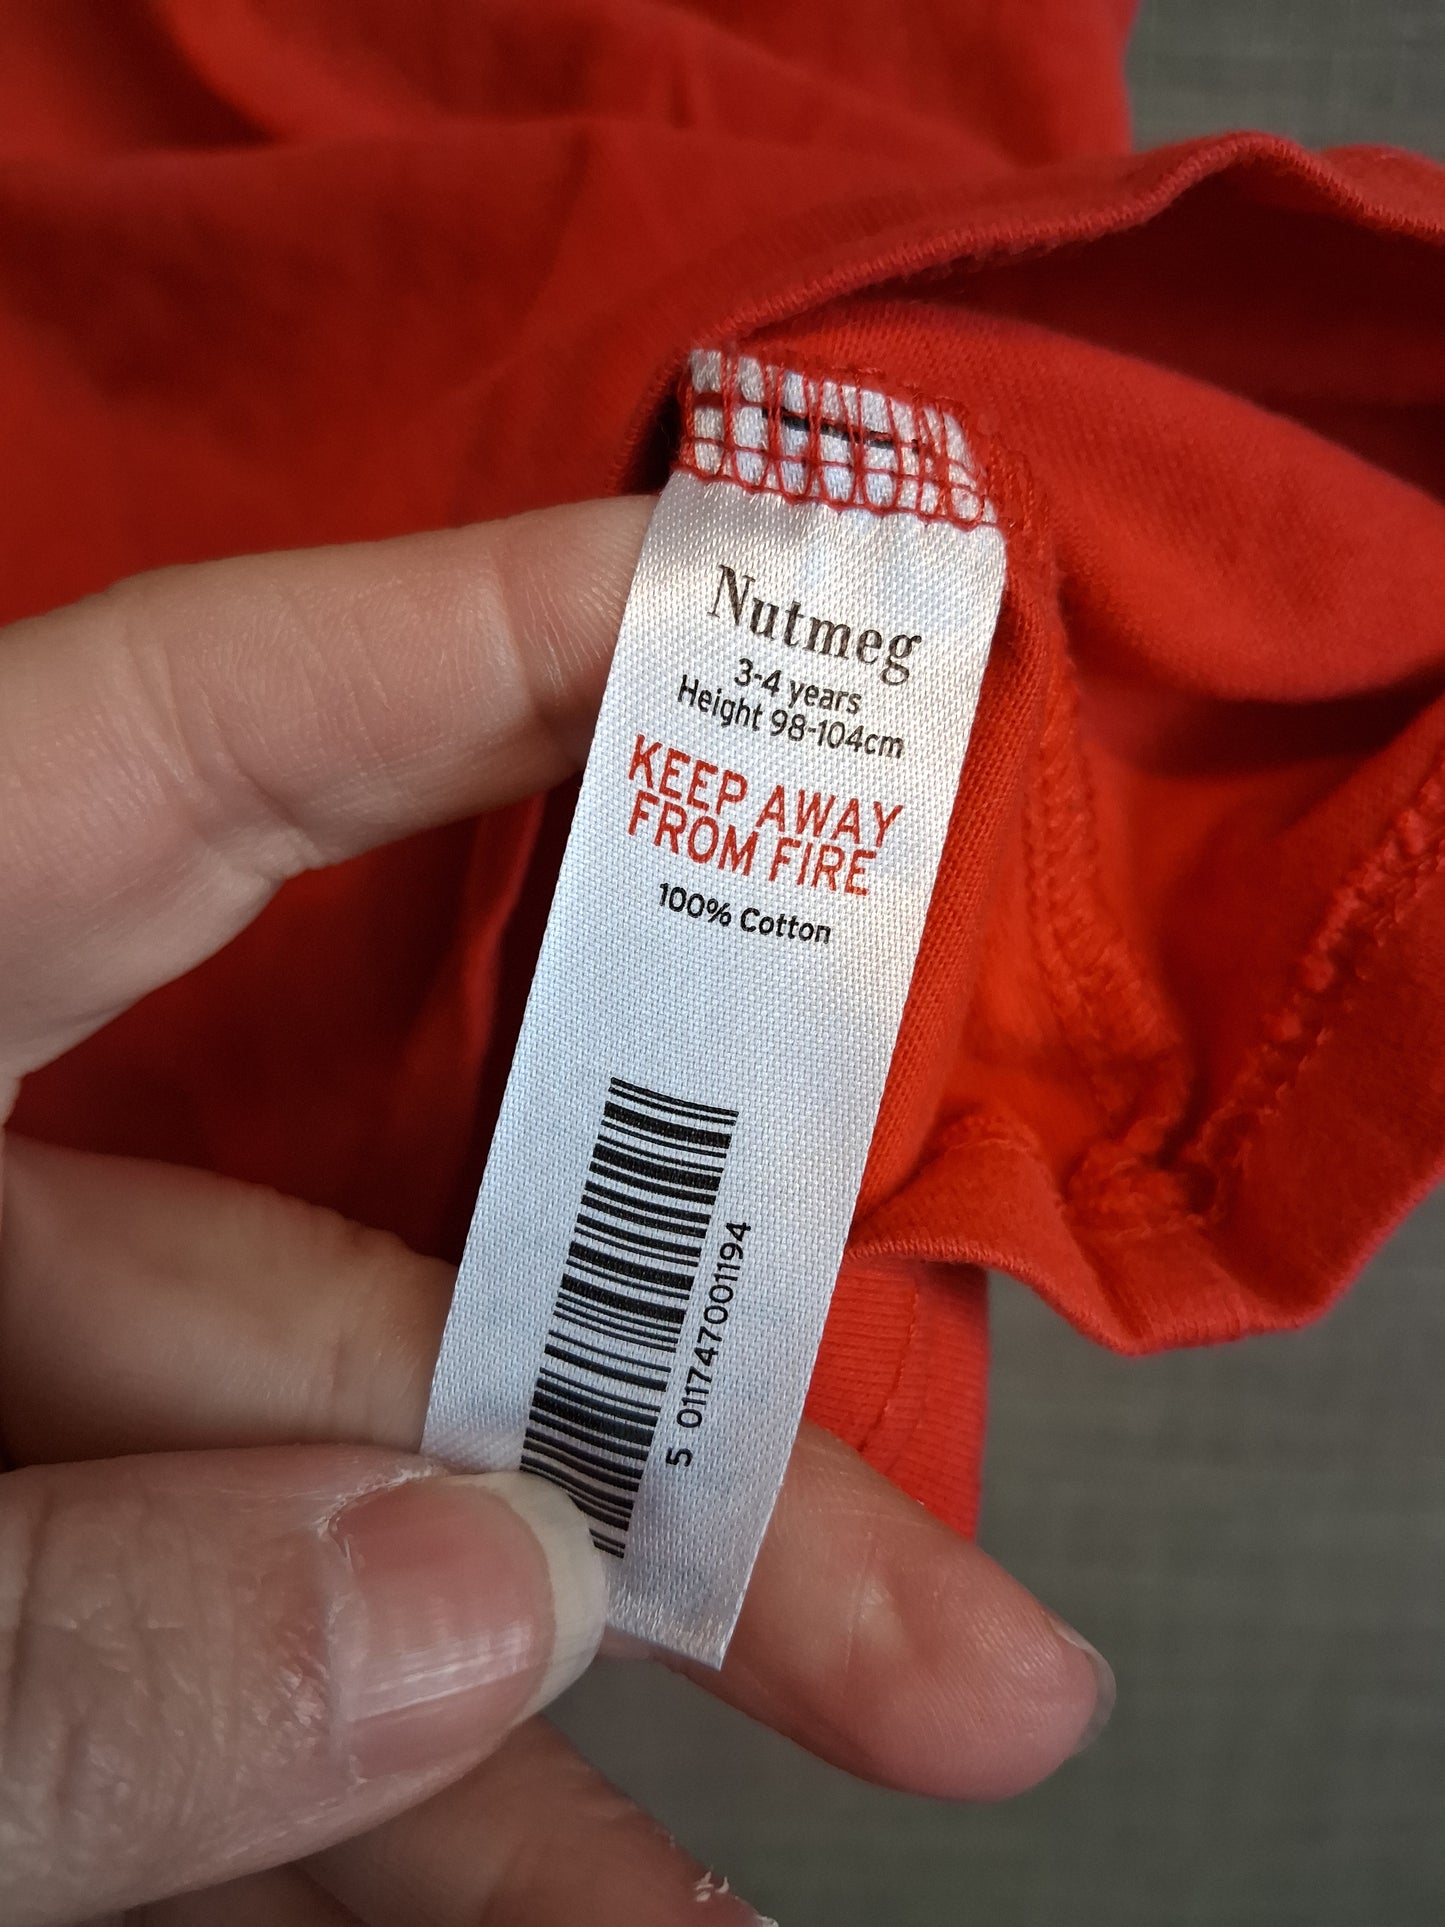 Nutmeg
3-4 years
Height 98-104cm
KEEP AWAY
FROM FIRE
100% Cotton
5 011747001194